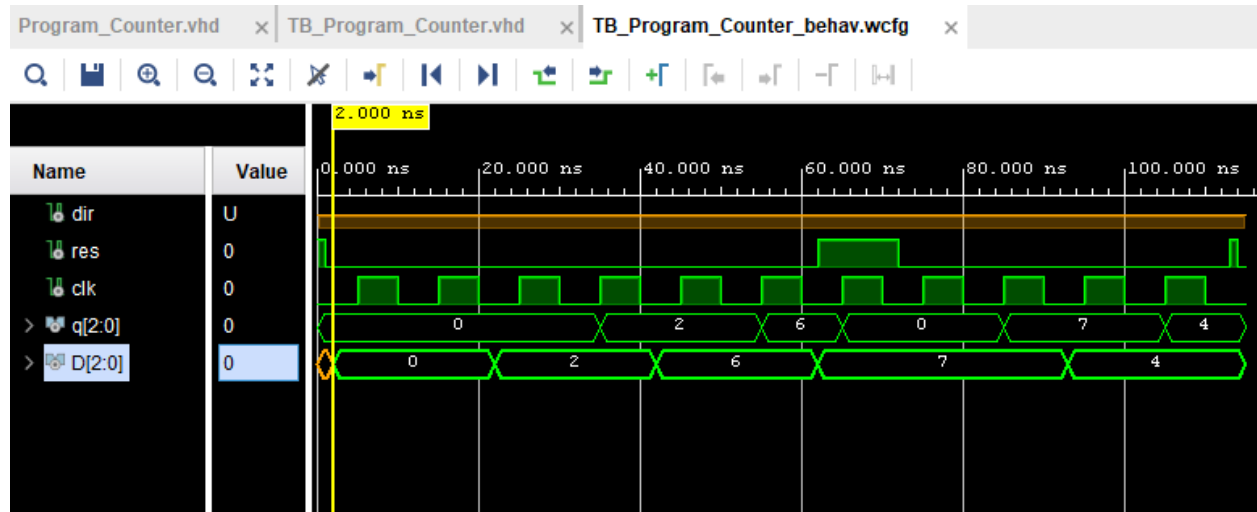 Program_Counter.vhd × TB_Program_Counter.vhd × TB_Program_Counter_behav.wcfg ×
2.000 ns
Name Value 0.000 ns 20.000 ns 40.000 ns 60.000 ns 80.000 ns 100.000 ns
dir U
res 0
clk 0
> q[2:0] 0 0 2 6 0 7 4
> D[2:0] 0 0 2 6 7 4